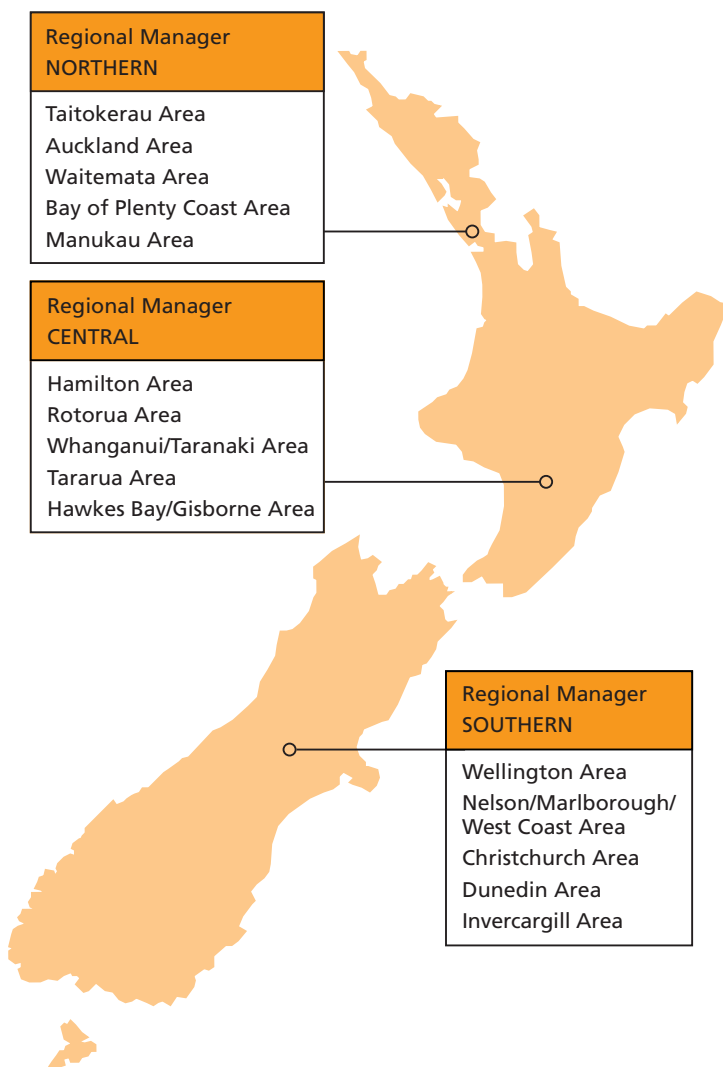 Regional Manager
NORTHERN
Taitokerau Area
Auckland Area
Waitemata Area
Bay of Plenty Coast Area
Manukau Area
Regional Manager
CENTRAL
Hamilton Area
Rotorua Area
Whanganui/Taranaki Area
Tararua Area
Hawkes Bay/Gisborne Area
Regional Manager
SOUTHERN
Wellington Area
Nelson/Marlborough/
West Coast Area
Christchurch Area
Dunedin Area
Invercargill Area